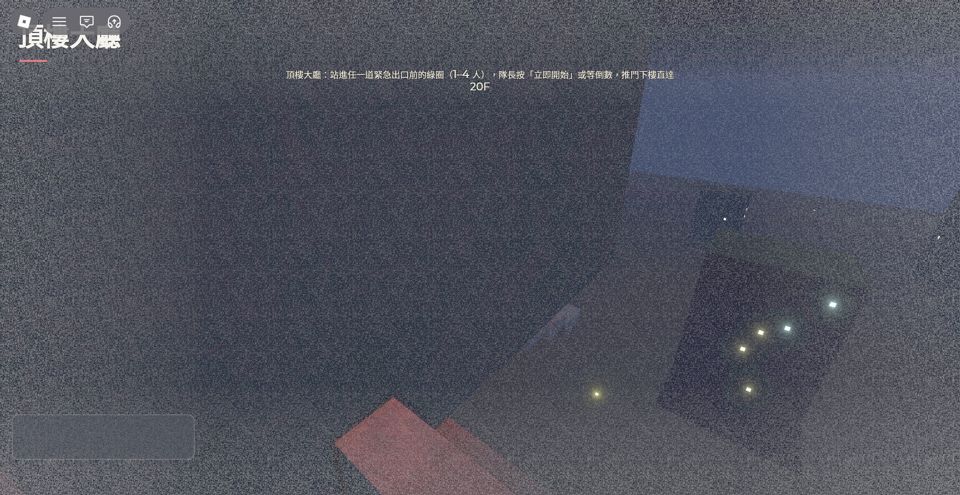 頂樓大廳
頂樓大廳：站進任一道緊急出口前的綠圈（1–4 人），隊長按「立即開始」或等倒數，推門下樓直達
20F